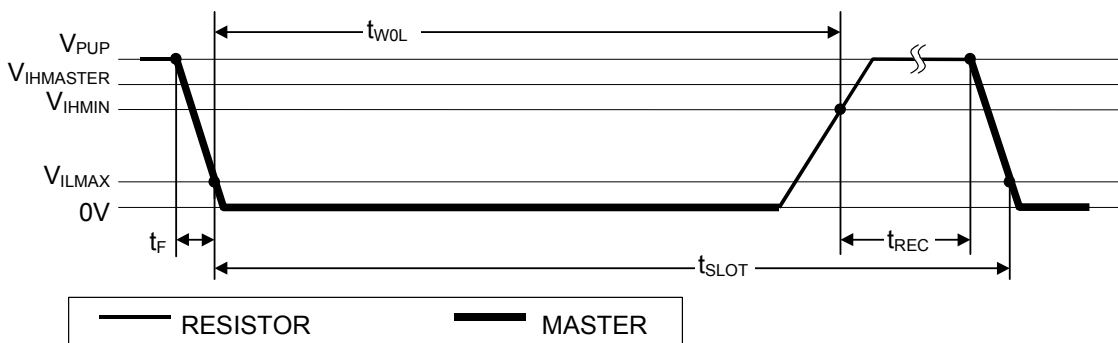 tW0L
VPUP
VIHMASTER
VIHMIN
VILMAX
0V
tF
tREC
tSLOT
RESISTOR MASTER